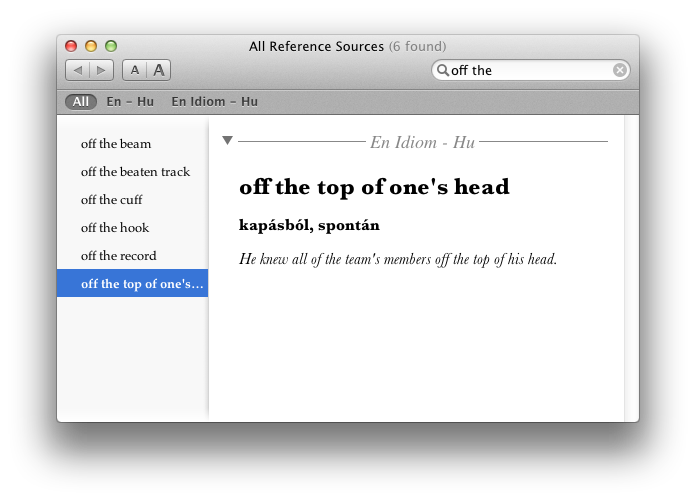 All Reference Sources (6 found)
A A
off the
All En – Hu En Idiom – Hu
off the beam
off the beaten track
off the cuff
off the hook
off the record
off the top of one's...
En Idiom - Hu
off the top of one's head
kapásból, spontán
He knew all of the team's members off the top of his head.